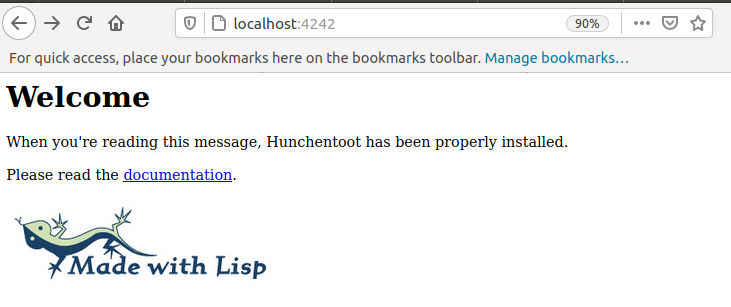 localhost:4242
90%
For quick access, place your bookmarks here on the bookmarks toolbar. Manage bookmarks…
Welcome
When you're reading this message, Hunchentoot has been properly installed.
Please read the documentation.
Made with Lisp